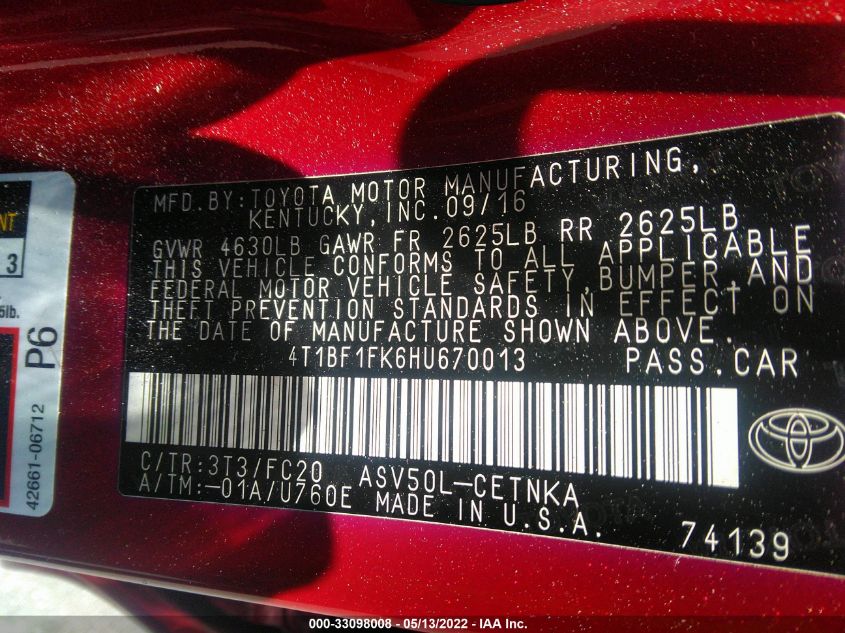 MFD. BY: TOYOTA MOTOR MANUFACTURING,
KENTUCKY, INC. 09/16
GVWR 4630LB GAWR FR 2625LB RR 2625LB
THIS VEHICLE CONFORMS TO ALL APPLICABLE
FEDERAL MOTOR VEHICLE SAFETY, BUMPER, AND
THEFT PREVENTION STANDARDS IN EFFECT ON
THE DATE OF MANUFACTURE SHOWN ABOVE.
4T1BF1FK6HU670013 PASS. CAR
C/TR: 3T3/FC20 ASV50L-CETNKA
A/TM: -01A/U760E MADE IN U.S.A.
74139
3
5lb.
P6
42661-06712
000-33098008 - 05/13/2022 - IAA Inc.